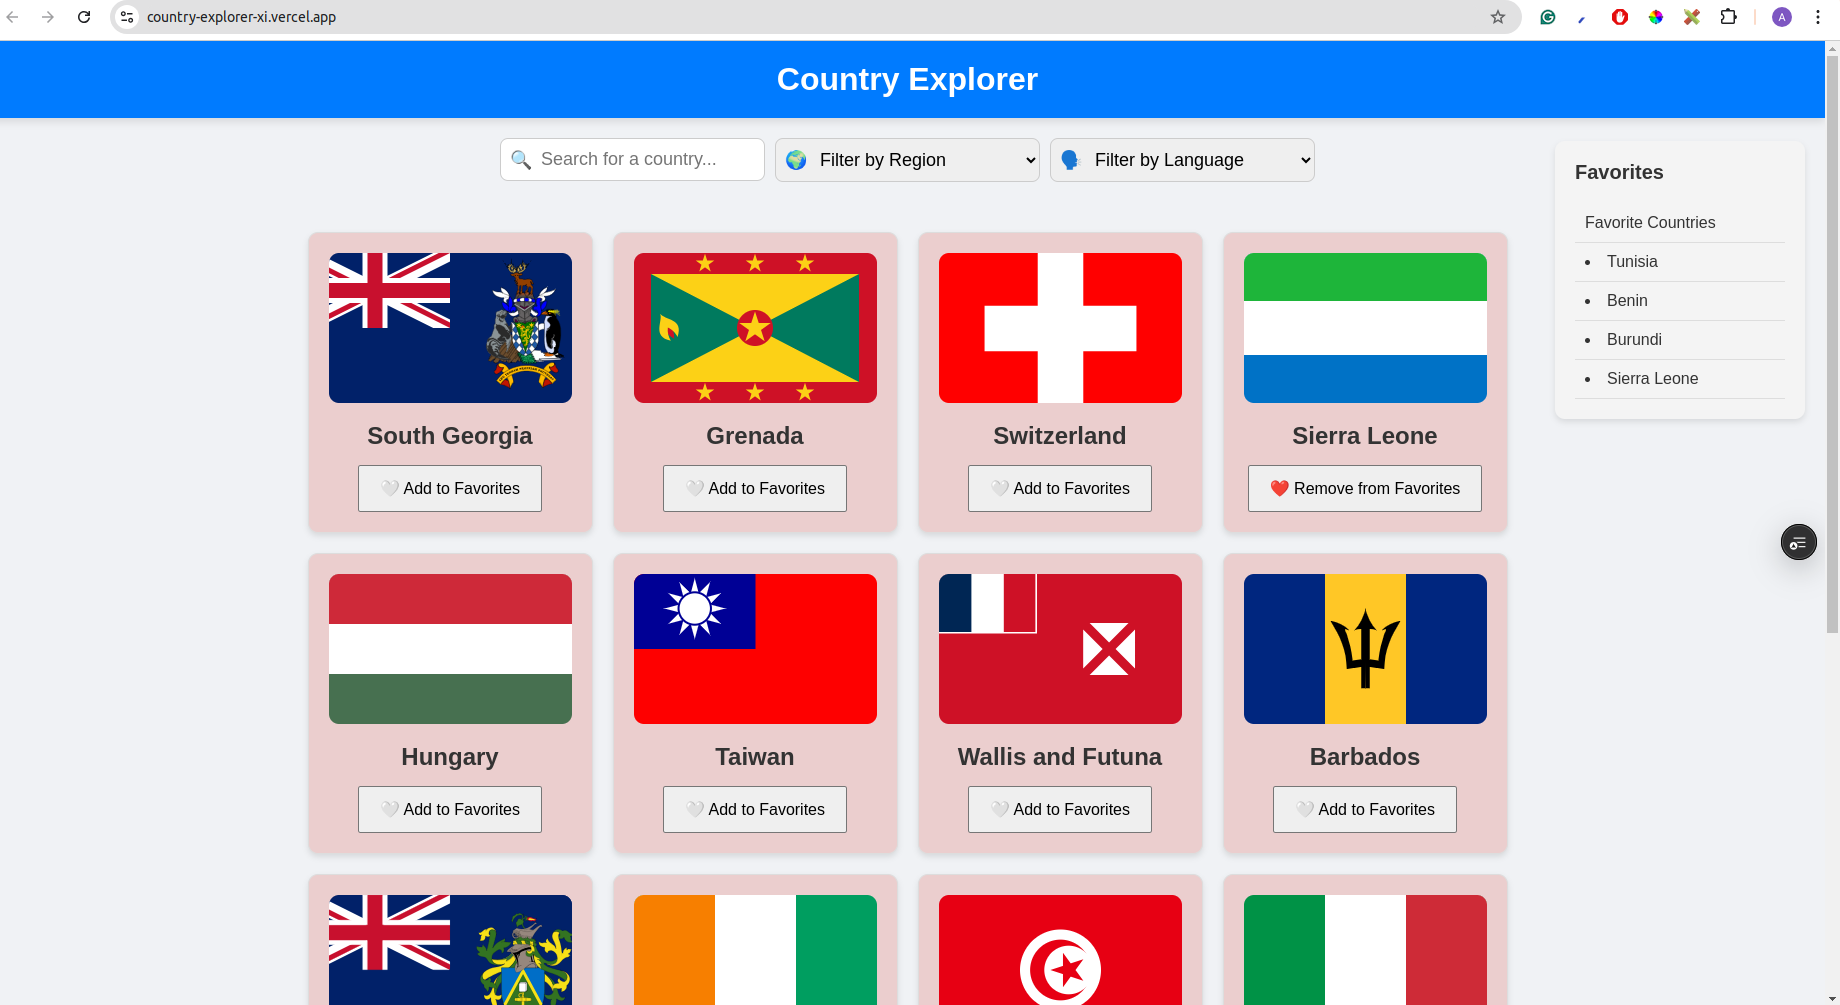 country-explorer-xi.vercel.app
A
Country Explorer
Search for a country...
Filter by Region
Filter by Language
Favorites
Favorite Countries
Tunisia
Benin
Burundi
Sierra Leone
South Georgia
Grenada
Switzerland
Sierra Leone
🤍 Add to Favorites
🤍 Add to Favorites
🤍 Add to Favorites
❤️ Remove from Favorites
Hungary
Taiwan
Wallis and Futuna
Barbados
🤍 Add to Favorites
🤍 Add to Favorites
🤍 Add to Favorites
🤍 Add to Favorites